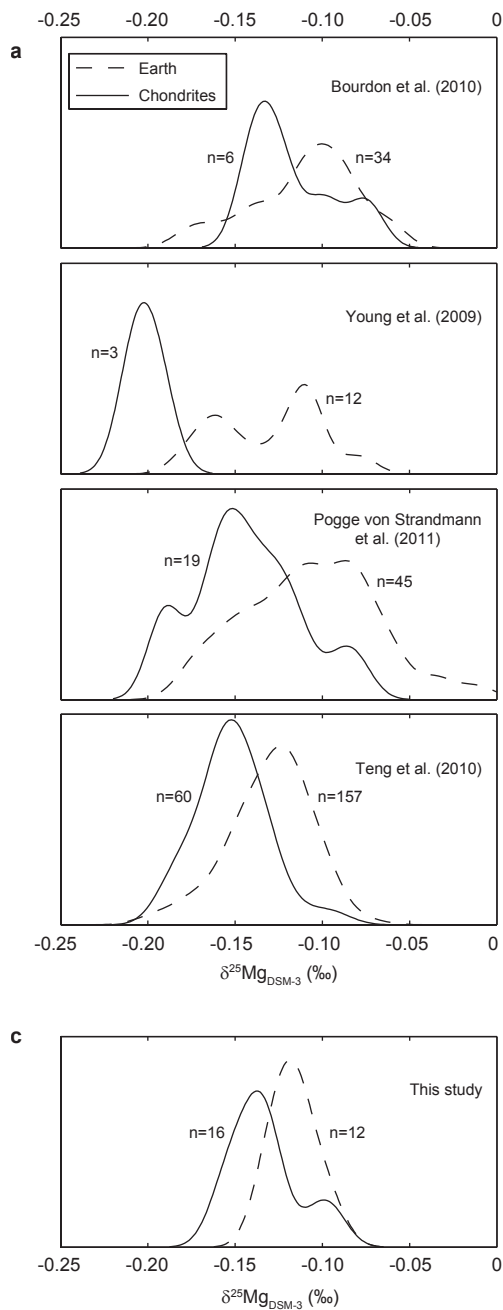 -0.25 -0.20 -0.15 -0.10 -0.05 0
a
Earth
Chondrites
Bourdon et al. (2010)
n=6
n=34
Young et al. (2009)
n=3
n=12
Pogge von Strandmann
et al. (2011)
n=19
n=45
Teng et al. (2010)
n=60
n=157
-0.25 -0.20 -0.15 -0.10 -0.05 0
δ²⁵Mg_DSM-3 (‰)
c
This study
n=16
n=12
-0.25 -0.20 -0.15 -0.10 -0.05 0
δ²⁵Mg_DSM-3 (‰)